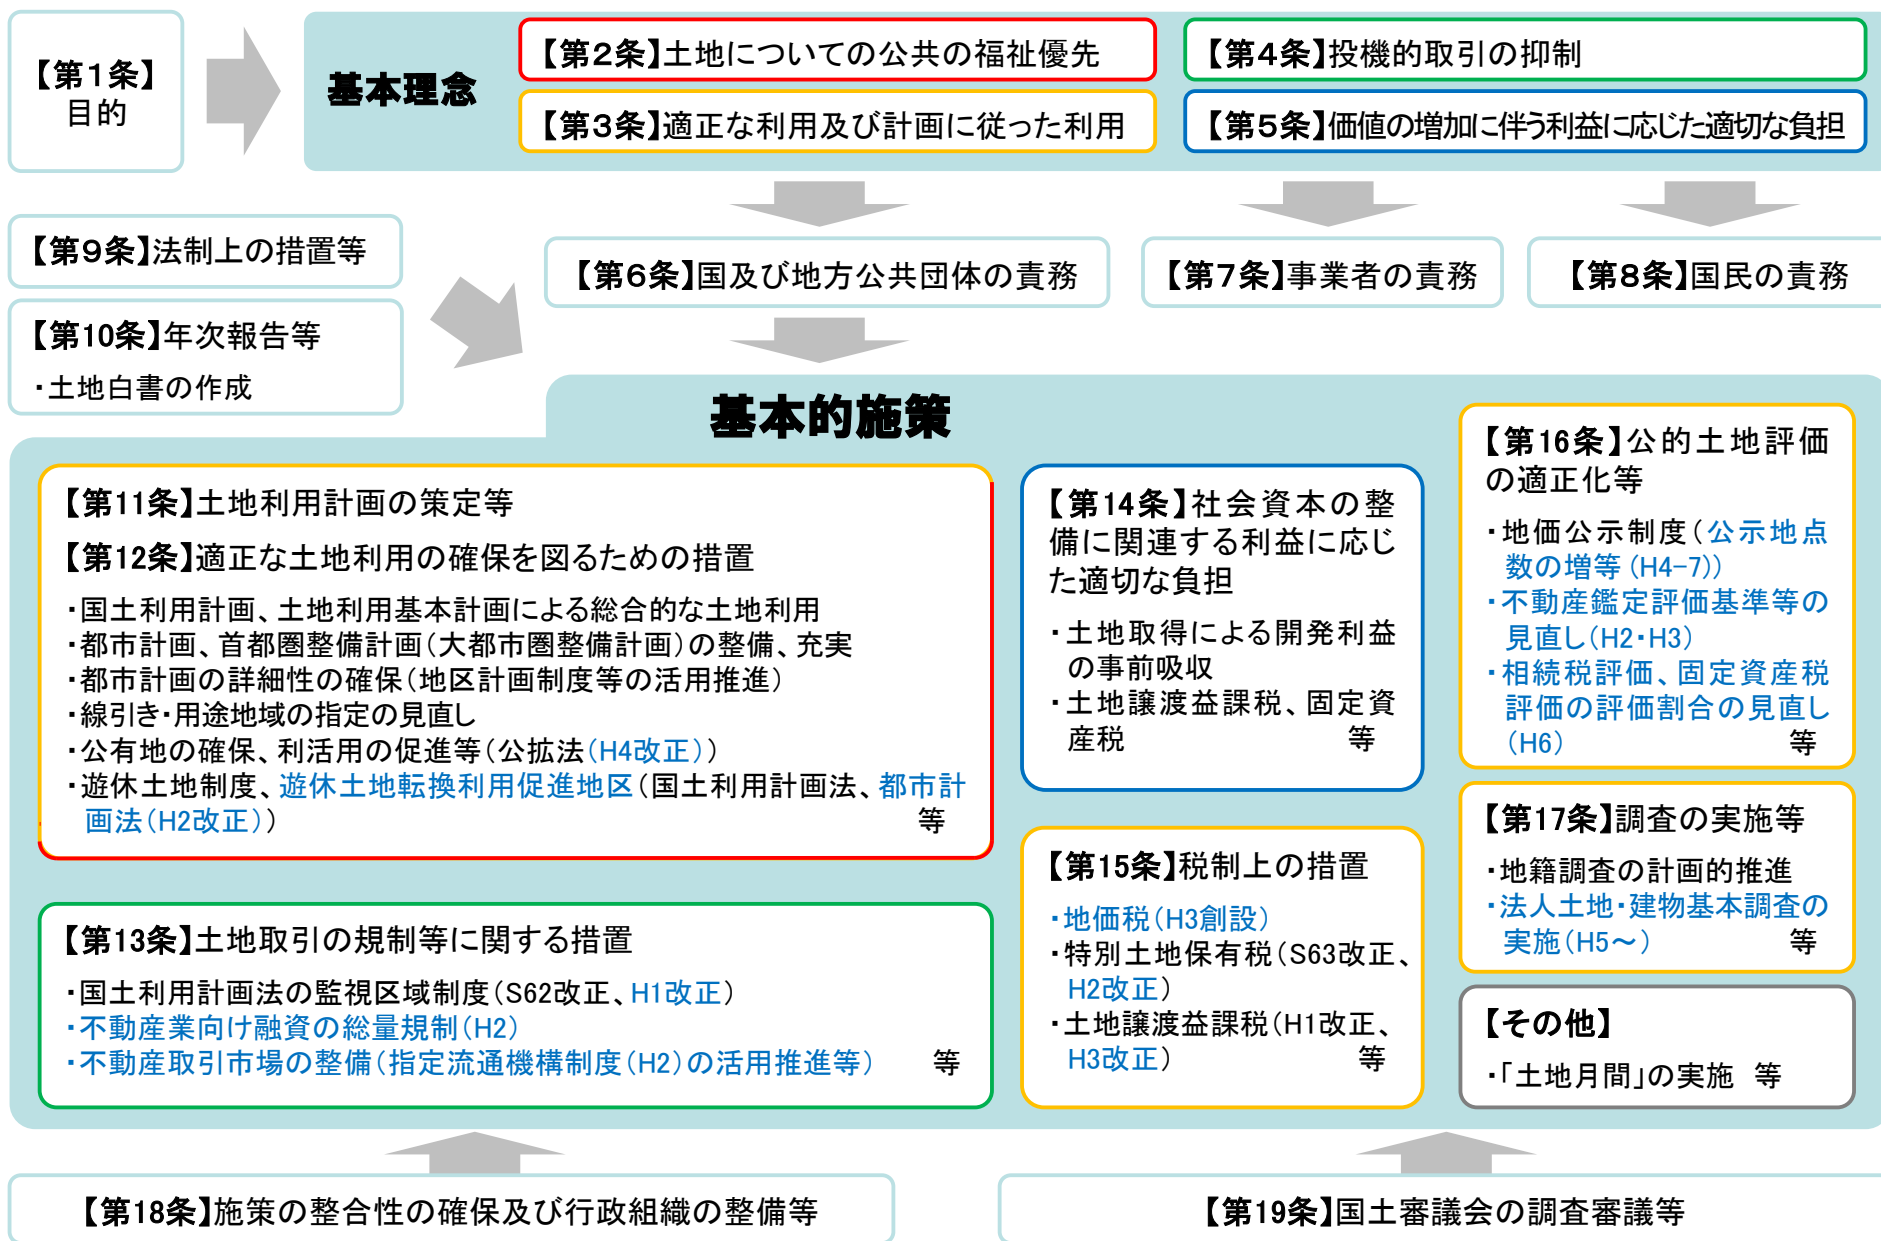 【第1条】
目的
基本理念
【第2条】土地についての公共の福祉優先
【第3条】適正な利用及び計画に従った利用
【第4条】投機的取引の抑制
【第5条】価値の増加に伴う利益に応じた適切な負担
【第9条】法制上の措置等
【第10条】年次報告等
・土地白書の作成
【第6条】国及び地方公共団体の責務
【第7条】事業者の責務
【第8条】国民の責務
基本的施策
【第11条】土地利用計画の策定等
【第12条】適正な土地利用の確保を図るための措置
・国土利用計画、土地利用基本計画による総合的な土地利用
・都市計画、首都圏整備計画（大都市圏整備計画）の整備、充実
・都市計画の詳細性の確保（地区計画制度等の活用推進）
・線引き・用途地域の指定の見直し
・公有地の確保、利活用の促進等（公拡法（H4改正））
・遊休土地制度、遊休土地転換利用促進地区（国土利用計画法、都市計
画法（H2改正）） 等
【第13条】土地取引の規制等に関する措置
・国土利用計画法の監視区域制度（S62改正、H1改正）
・不動産業向け融資の総量規制（H2）
・不動産取引市場の整備（指定流通機構制度（H2）の活用推進等） 等
【第14条】社会資本の整
備に関連する利益に応じ
た適切な負担
・土地取得による開発利益
の事前吸収
・土地譲渡益課税、固定資
産税 等
【第15条】税制上の措置
・地価税（H3創設）
・特別土地保有税（S63改正、
H2改正）
・土地譲渡益課税（H1改正、
H3改正） 等
【第16条】公的土地評価
の適正化等
・地価公示制度（公示地点
数の増等（H4-7））
・不動産鑑定評価基準等の
見直し（H2・H3）
・相続税評価、固定資産税
評価の評価割合の見直し
（H6） 等
【第17条】調査の実施等
・地籍調査の計画的推進
・法人土地・建物基本調査の
実施（H5～） 等
【その他】
・「土地月間」の実施 等
【第18条】施策の整合性の確保及び行政組織の整備等
【第19条】国土審議会の調査審議等